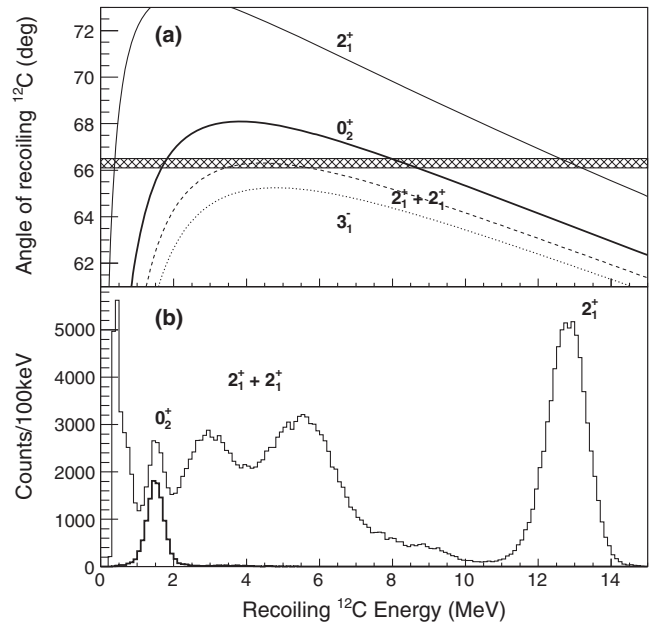 (a)
2₁⁺
0₂⁺
2₁⁺ + 2₁⁺
3₁⁻
Angle of recoiling ¹²C (deg)
72
70
68
66
64
62
(b)
2₁⁺
2₁⁺ + 2₁⁺
0₂⁺
Counts/100keV
5000
4000
3000
2000
1000
0
0 2 4 6 8 10 12 14
Recoiling ¹²C Energy (MeV)